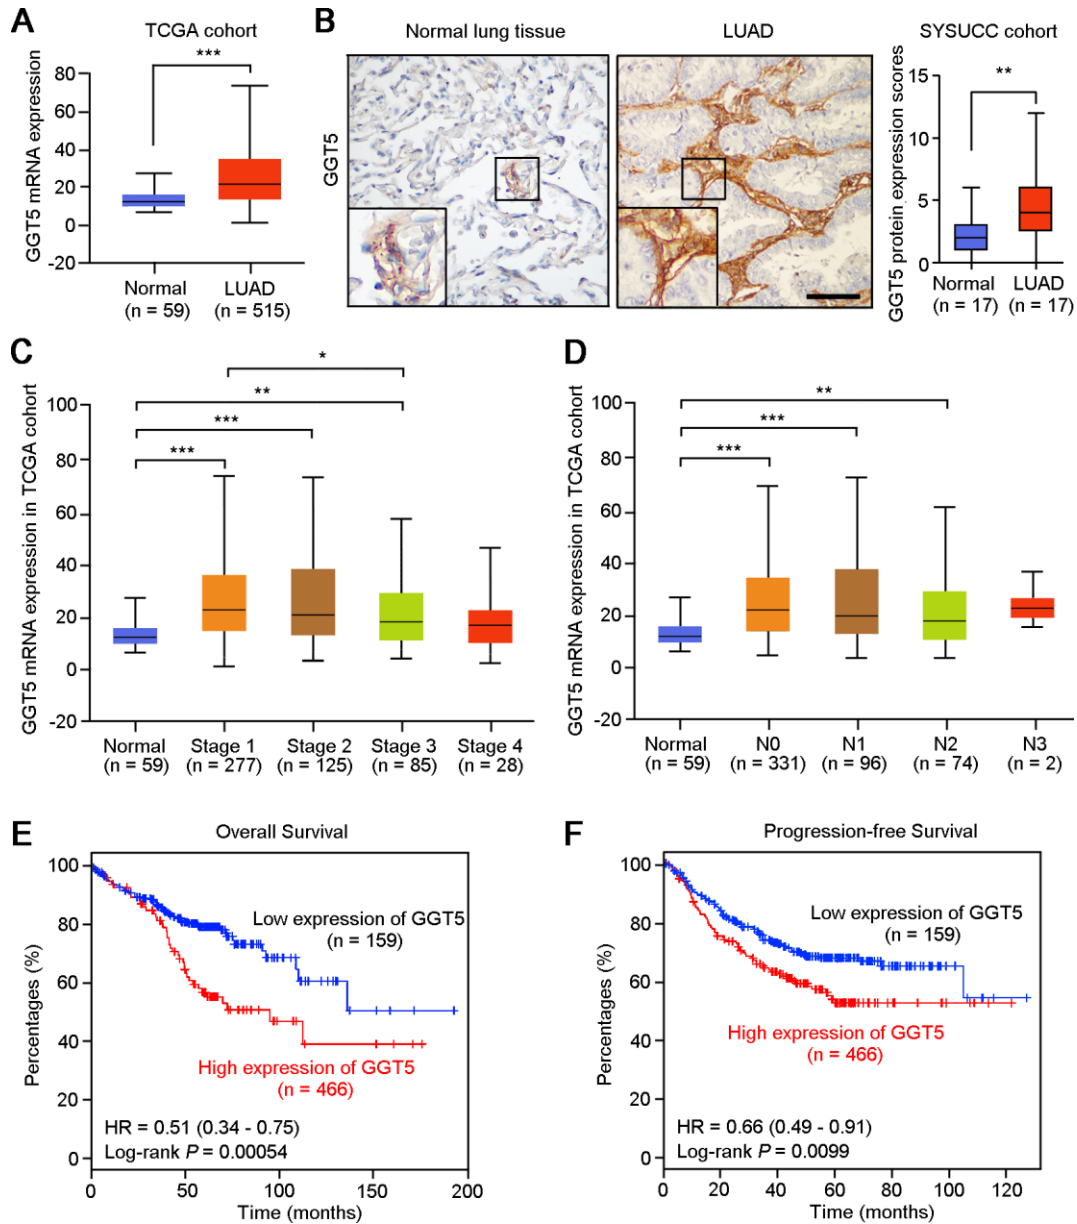 A
TCGA cohort
***
GGT5 mRNA expression
80
60
40
20
0
-20
Normal
(n = 59)
LUAD
(n = 515)
B
Normal lung tissue
LUAD
GGT5
SYSUCC cohort
**
GGT5 protein expression scores
15
10
5
0
Normal
(n = 17)
LUAD
(n = 17)
C
*
**
***
***
GGT5 mRNA expression in TCGA cohort
100
80
60
40
20
0
-20
Normal
(n = 59)
Stage 1
(n = 277)
Stage 2
(n = 125)
Stage 3
(n = 85)
Stage 4
(n = 28)
D
**
***
***
GGT5 mRNA expression in TCGA cohort
100
80
60
40
20
0
-20
Normal
(n = 59)
N0
(n = 331)
N1
(n = 96)
N2
(n = 74)
N3
(n = 2)
E
Overall Survival
Percentages (%)
100
80
60
40
20
0
Low expression of GGT5
(n = 159)
High expression of GGT5
(n = 466)
HR = 0.51 (0.34 - 0.75)
Log-rank P = 0.00054
0
50
100
150
200
Time (months)
F
Progression-free Survival
Percentages (%)
100
80
60
40
20
0
Low expression of GGT5
(n = 159)
High expression of GGT5
(n = 466)
HR = 0.66 (0.49 - 0.91)
Log-rank P = 0.0099
0
20
40
60
80
100
120
Time (months)